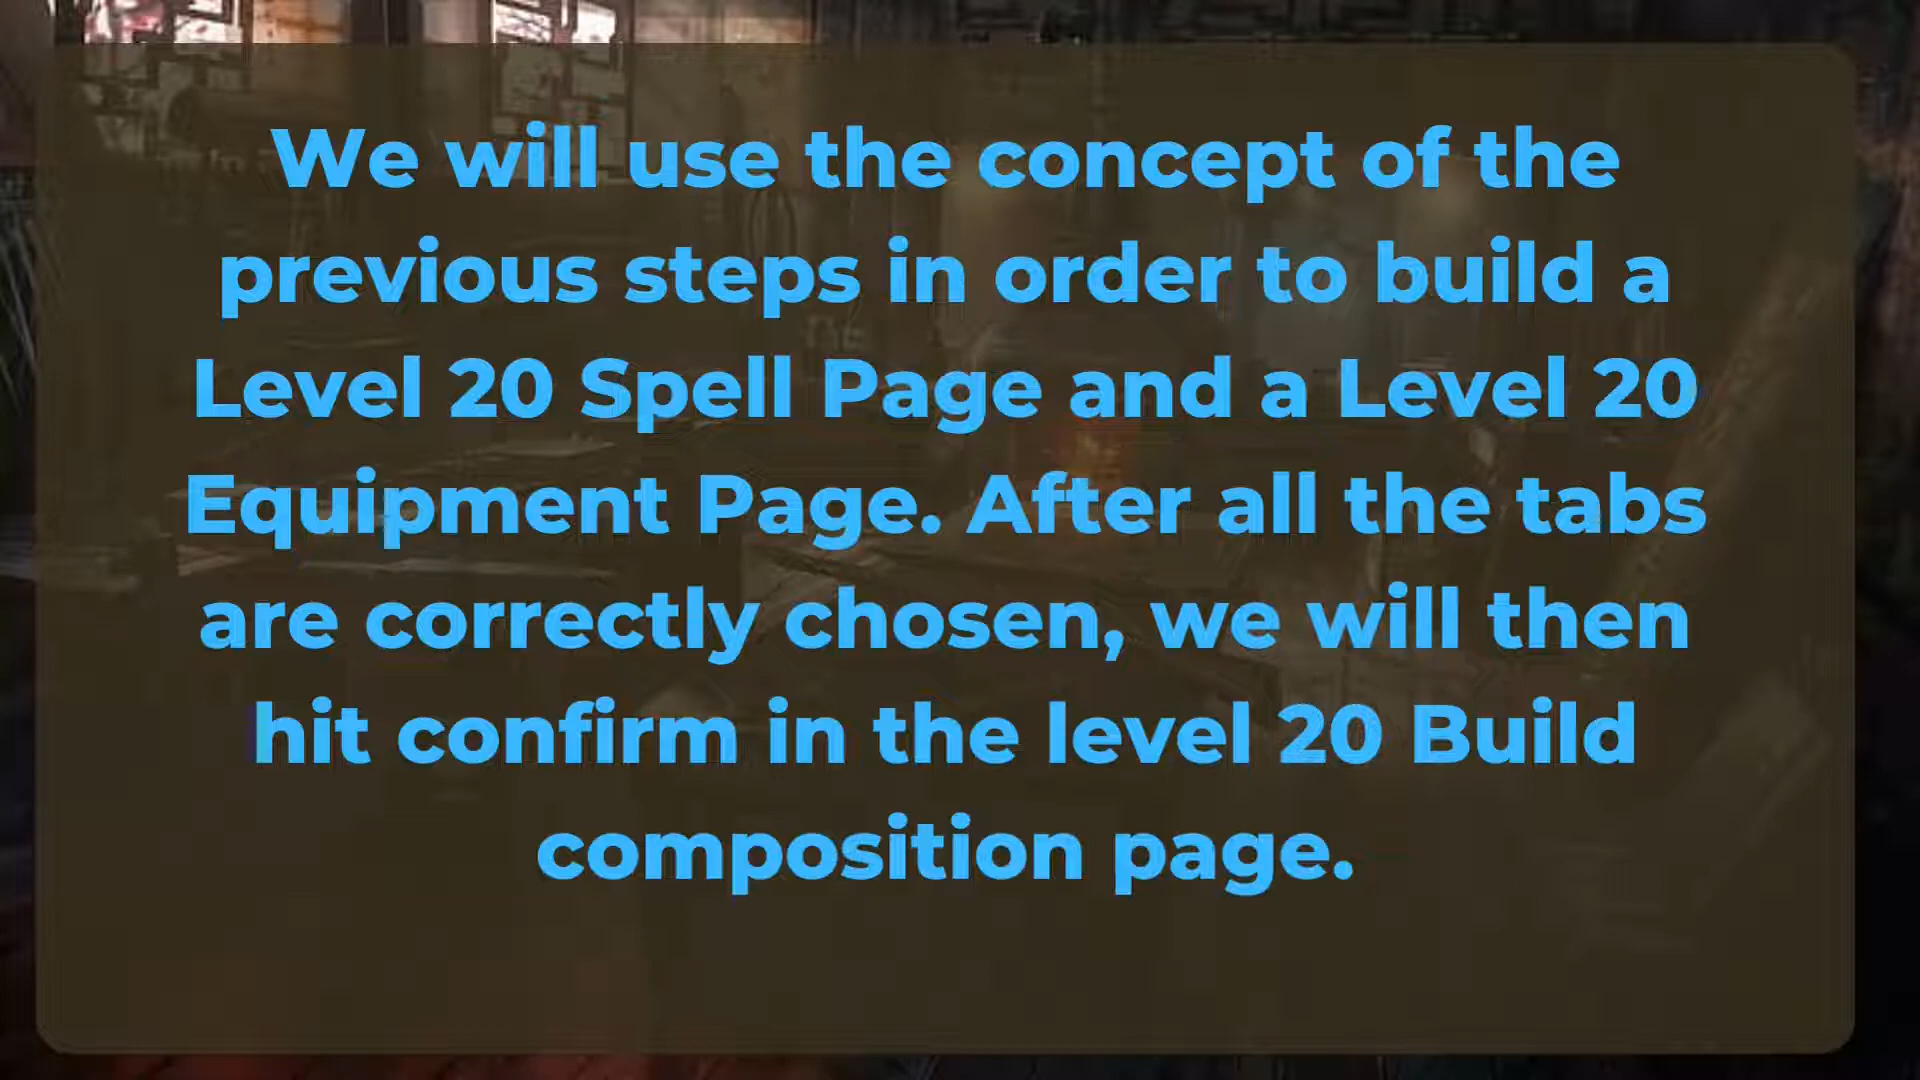 We will use the concept of the
previous steps in order to build a
Level 20 Spell Page and a Level 20
Equipment Page. After all the tabs
are correctly chosen, we will then
hit confirm in the level 20 Build
composition page.